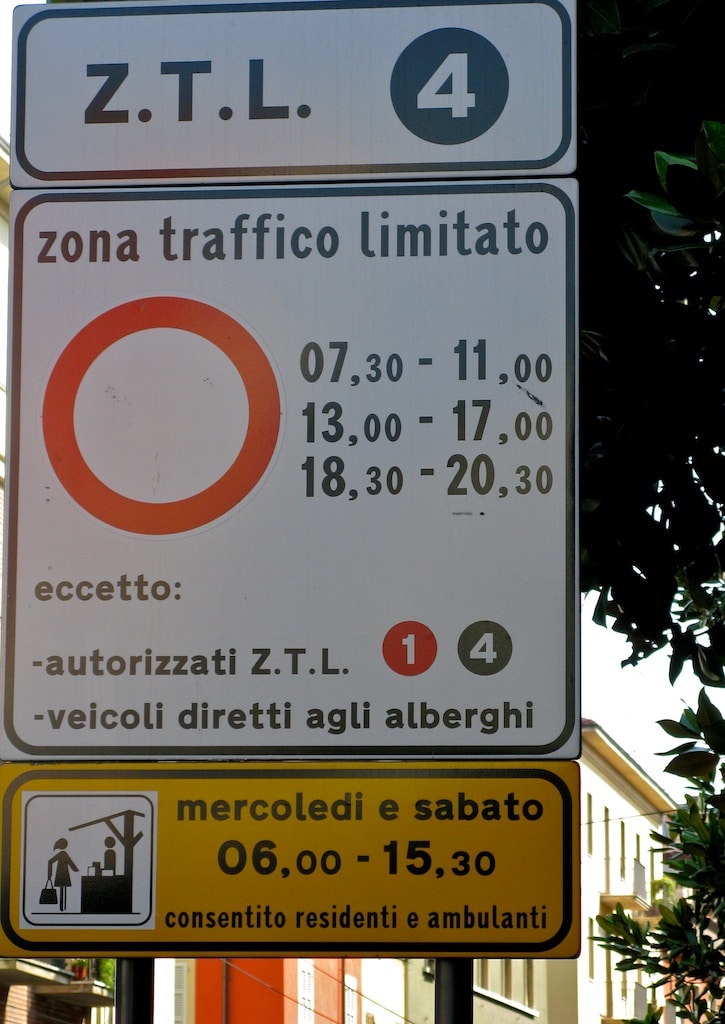 Z.T.L. 4
zona traffico limitato
07,30 - 11,00
13,00 - 17,00
18,30 - 20,30
eccetto:
-autorizzati Z.T.L. 1 4
-veicoli diretti agli alberghi
mercoledi e sabato
06,00 - 15,30
consentito residenti e ambulanti